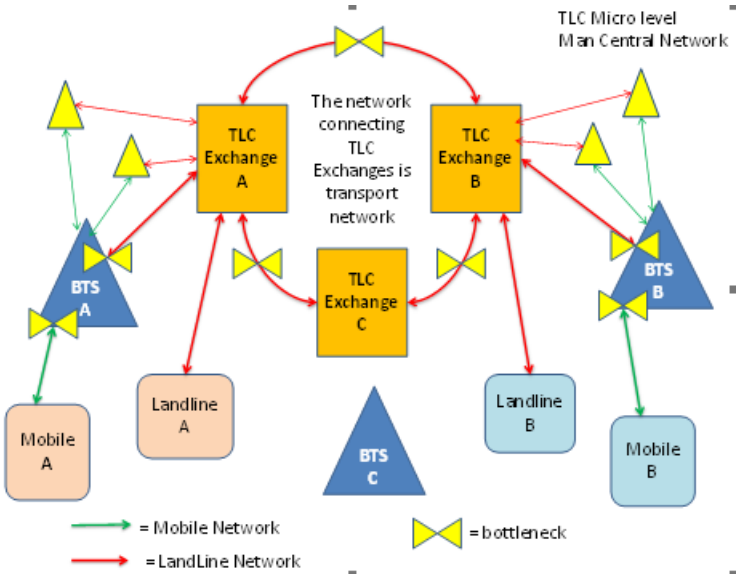 TLC Micro level
Man Central Network
The network
connecting
TLC
Exchanges is
transport
network
TLC
Exchange
A
TLC
Exchange
B
TLC
Exchange
C
BTS
A
BTS
B
BTS
C
Landline
A
Landline
B
Mobile
A
Mobile
B
= Mobile Network
= bottleneck
= LandLine Network